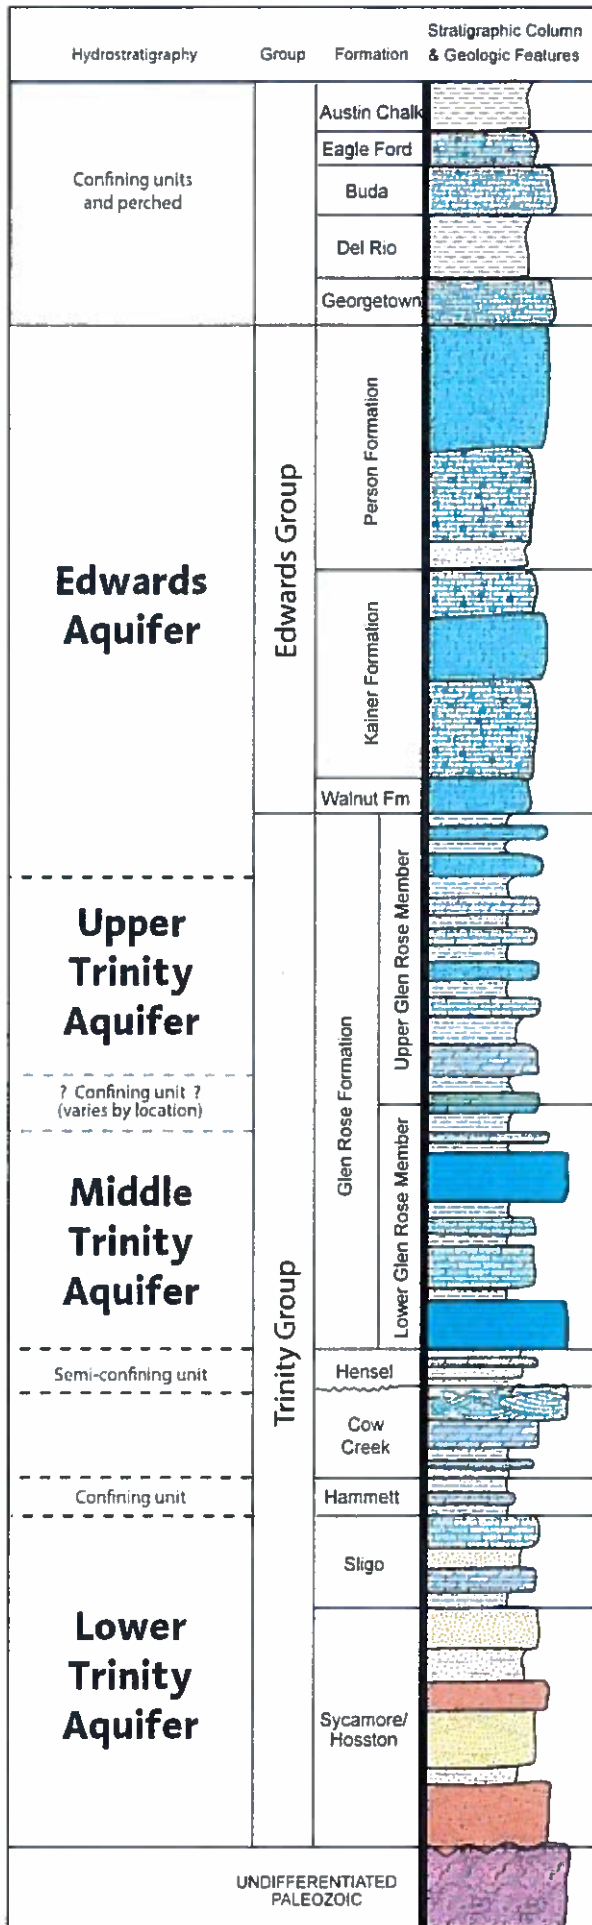 Hydrostratigraphy
Group
Formation
Stratigraphic Column
& Geologic Features
Confining units
and perched
Austin Chalk
Eagle Ford
Buda
Del Rio
Georgetown
Edwards
Aquifer
Edwards Group
Person Formation
Kainer Formation
Walnut Fm
Upper
Trinity
Aquifer
? Confining unit ?
(varies by location)
Middle
Trinity
Aquifer
Semi-confining unit
Confining unit
Lower
Trinity
Aquifer
Trinity Group
Glen Rose Formation
Upper Glen Rose Member
Lower Glen Rose Member
Hensel
Cow
Creek
Hammett
Sligo
Sycamore/
Hosston
UNDIFFERENTIATED
PALEOZOIC